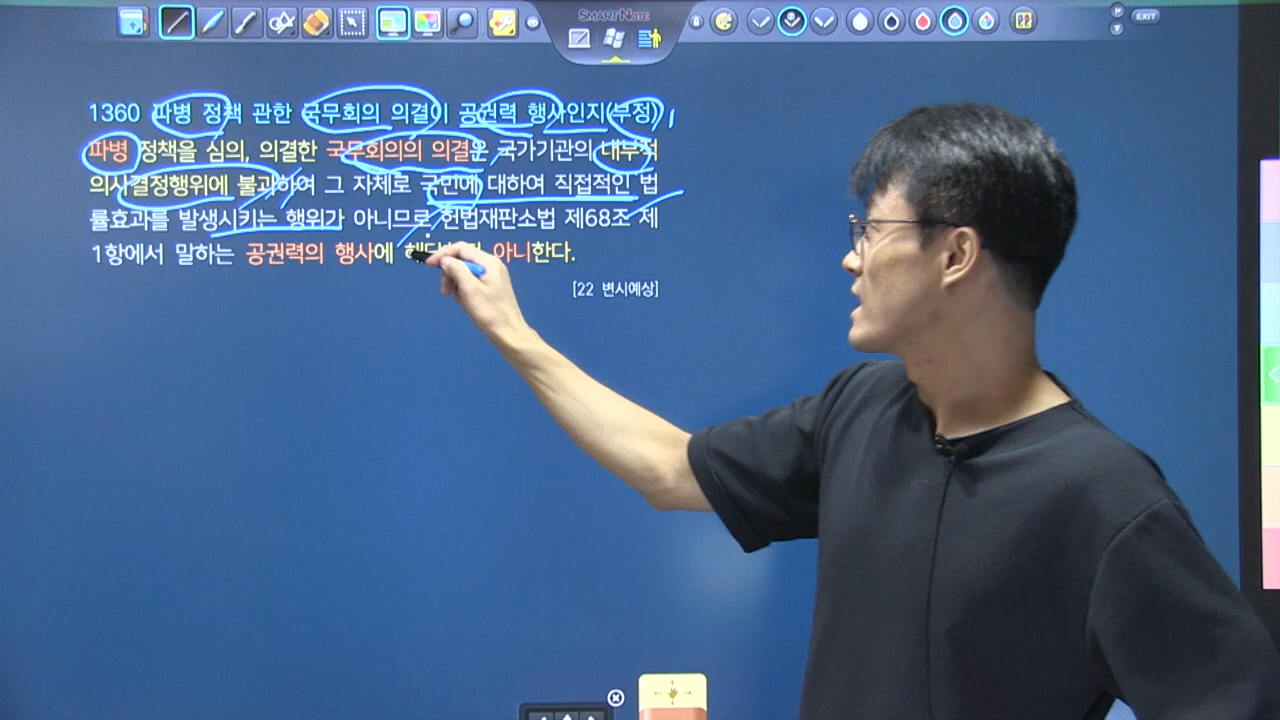 SMART NOTE
EXIT
1360 파병 정책 관한 국무회의 의결이 공권력 행사인지(부정)
파병 정책을 심의, 의결한 국무회의의 의결은 국가기관의 내부적
의사결정행위에 불과하여 그 자체로 국민에 대하여 직접적인 법
률효과를 발생시키는 행위가 아니므로 헌법재판소법 제68조 제
1항에서 말하는 공권력의 행사에 아니한다.
[22 변시예상]